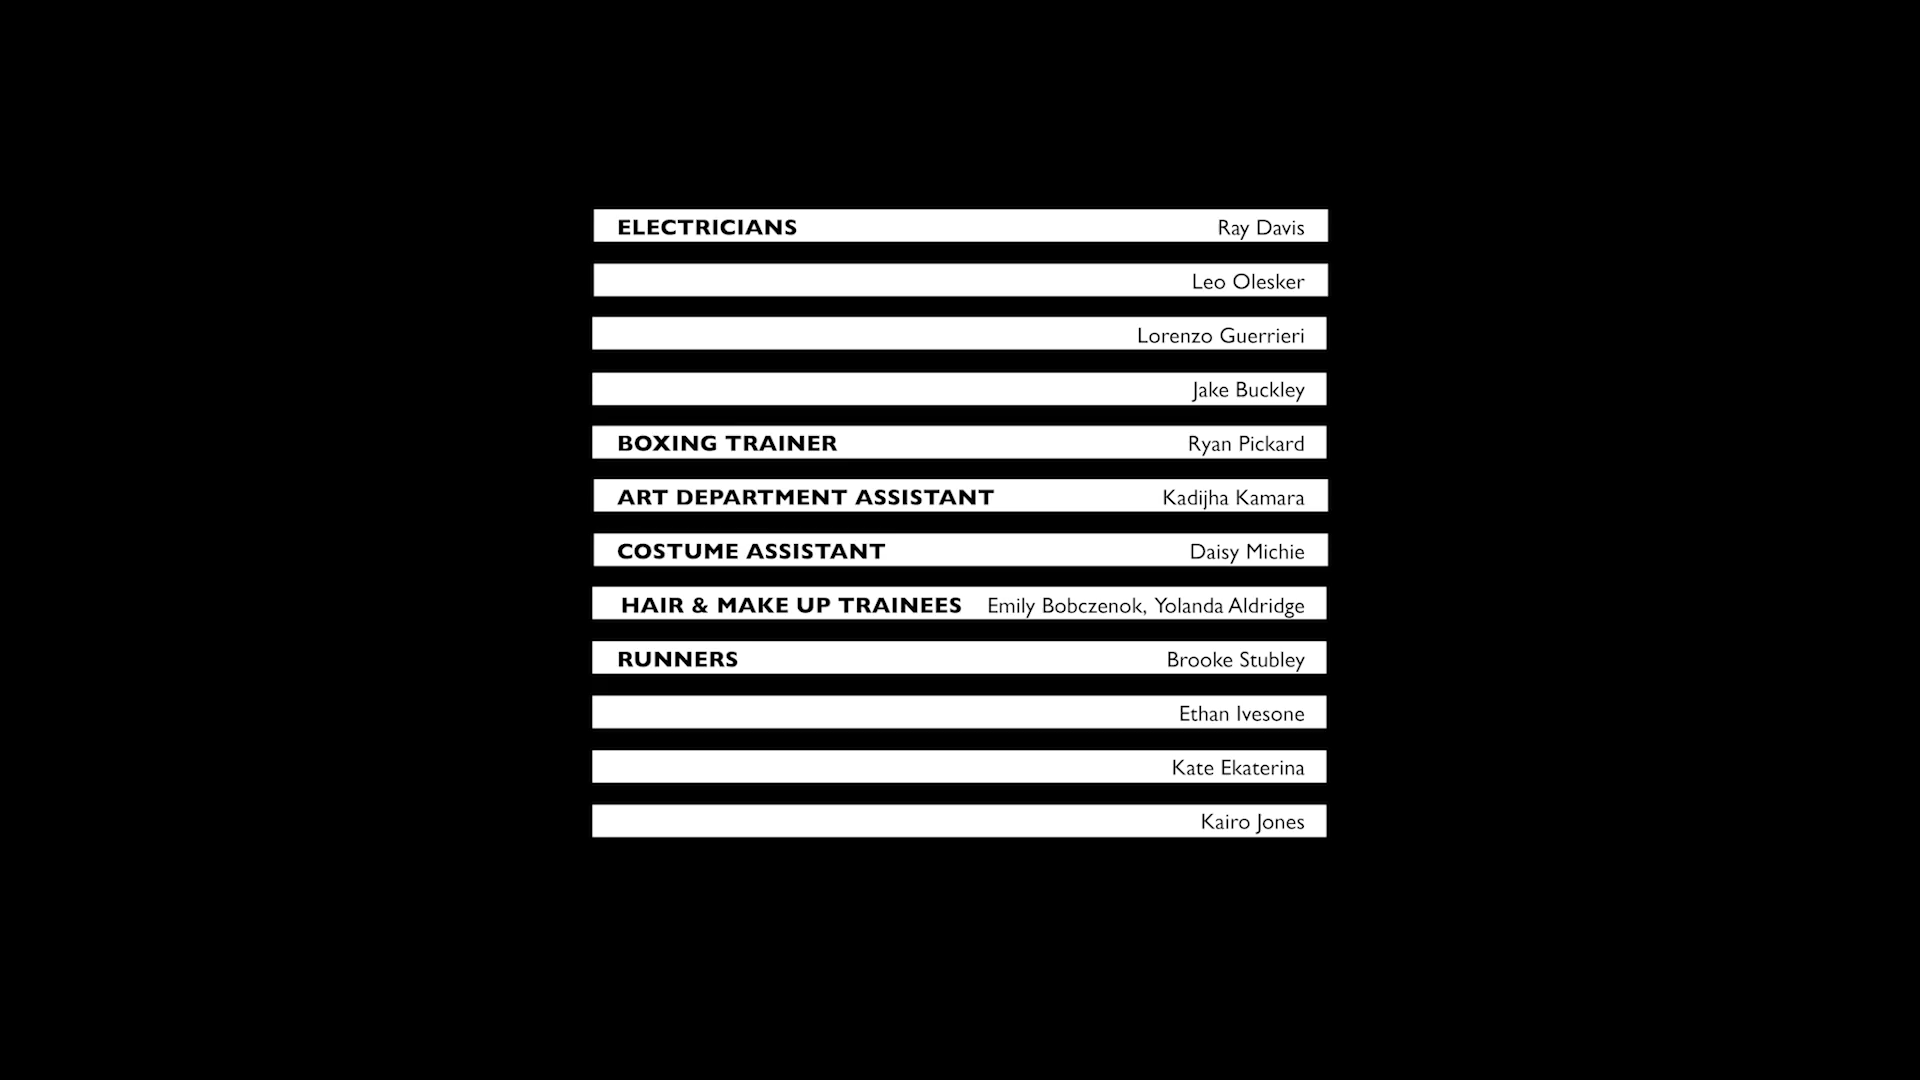 ELECTRICIANS Ray Davis
Leo Olesker
Lorenzo Guerrieri
Jake Buckley
BOXING TRAINER Ryan Pickard
ART DEPARTMENT ASSISTANT Kadijha Kamara
COSTUME ASSISTANT Daisy Michie
HAIR & MAKE UP TRAINEES Emily Bobczenok, Yolanda Aldridge
RUNNERS Brooke Stubley
Ethan Ivesone
Kate Ekaterina
Kairo Jones